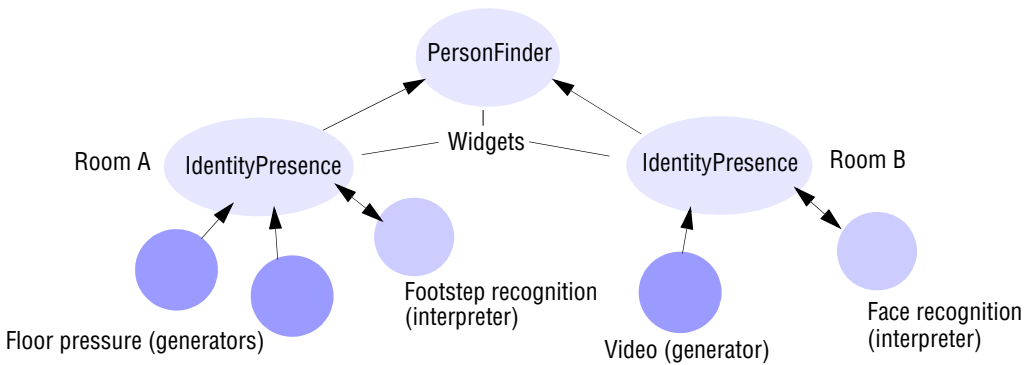 PersonFinder
Widgets
Room A
IdentityPresence
IdentityPresence
Room B
Footstep recognition
(interpreter)
Floor pressure (generators)
Video (generator)
Face recognition
(interpreter)